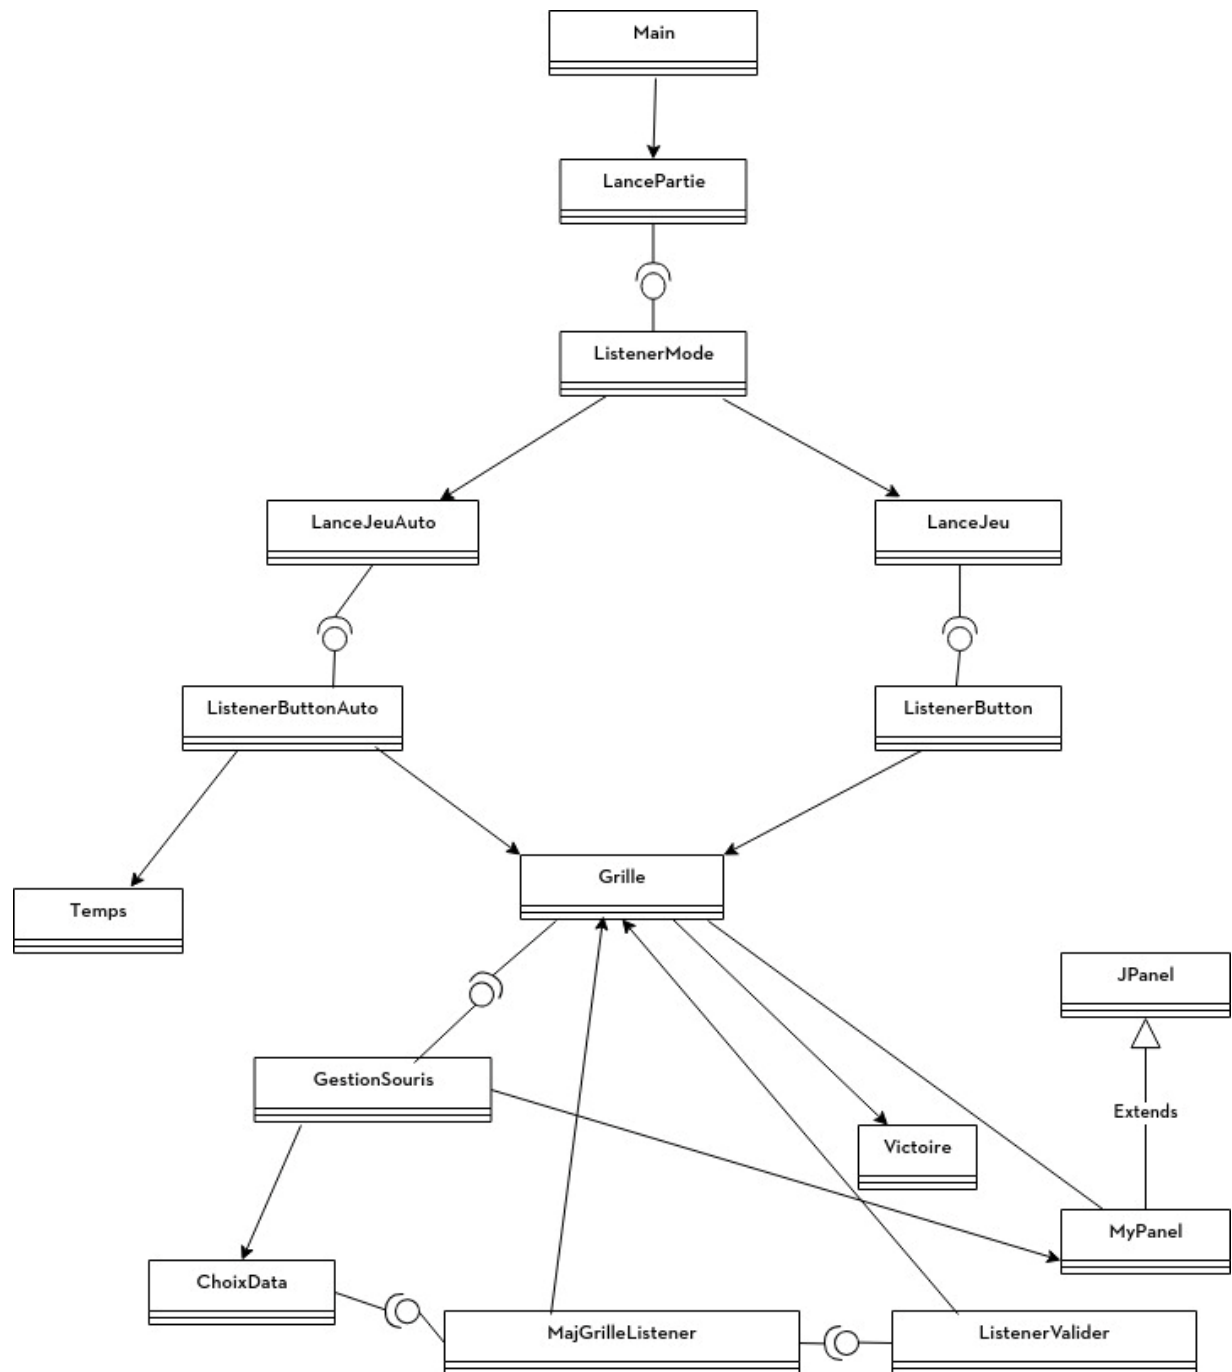 Main
LancePartie
ListenerMode
LanceJeuAuto
LanceJeu
ListenerButtonAuto
ListenerButton
Grille
Temps
JPanel
GestionSouris
Extends
Victoire
MyPanel
ChoixData
MajGrilleListener
ListenerValider